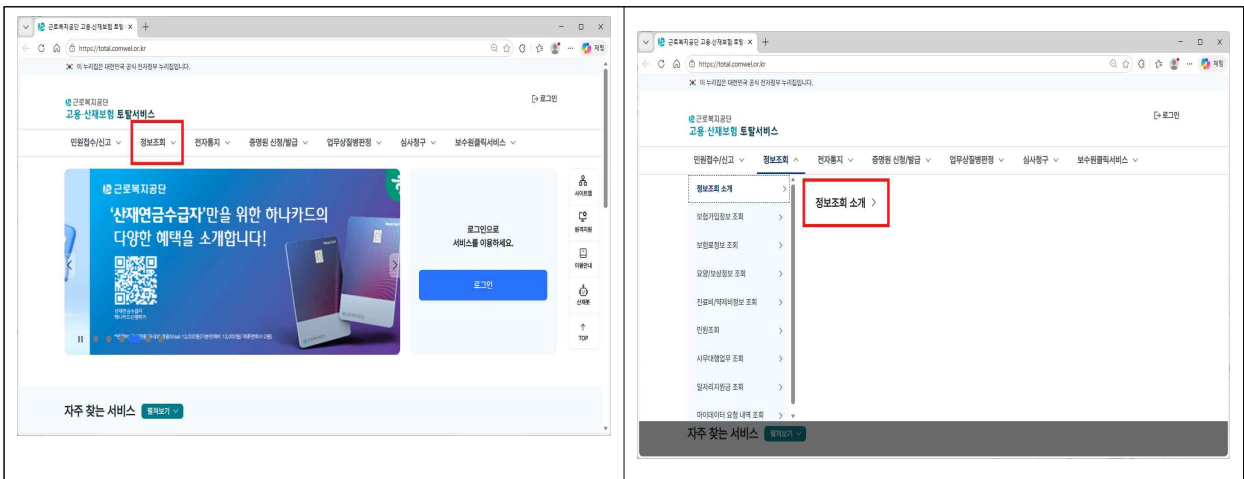 근로복지공단 고용·산재보험 토탈
https://total.comwel.or.kr
이 누리집은 대한민국 공식 전자정부 누리집입니다.
근로복지공단
고용·산재보험 토탈서비스
로그인
민원접수/신고
정보조회
전자통지
증명원 신청/발급
업무상질병판정
심사청구
보수원클릭서비스
근로복지공단
'산재연금수급자'만을 위한 하나카드의
다양한 혜택을 소개합니다!
산재연금수급자
하나카드신청하기
로그인으로
서비스를 이용하세요.
로그인
사이트맵
원격지원
이용안내
산재봇
TOP
자주 찾는 서비스 펼쳐보기
근로복지공단 고용·산재보험 토탈
https://total.comwel.or.kr
이 누리집은 대한민국 공식 전자정부 누리집입니다.
근로복지공단
고용·산재보험 토탈서비스
로그인
민원접수/신고
정보조회
전자통지
증명원 신청/발급
업무상질병판정
심사청구
보수원클릭서비스
정보조회 소개
정보조회 소개
보험가입정보 조회
보험료정보 조회
요양/보상정보 조회
진료비/약제비정보 조회
민원조회
사무대행업무 조회
일자리지원금 조회
마이데이터 요청 내역 조회
자주 찾는 서비스 펼쳐보기